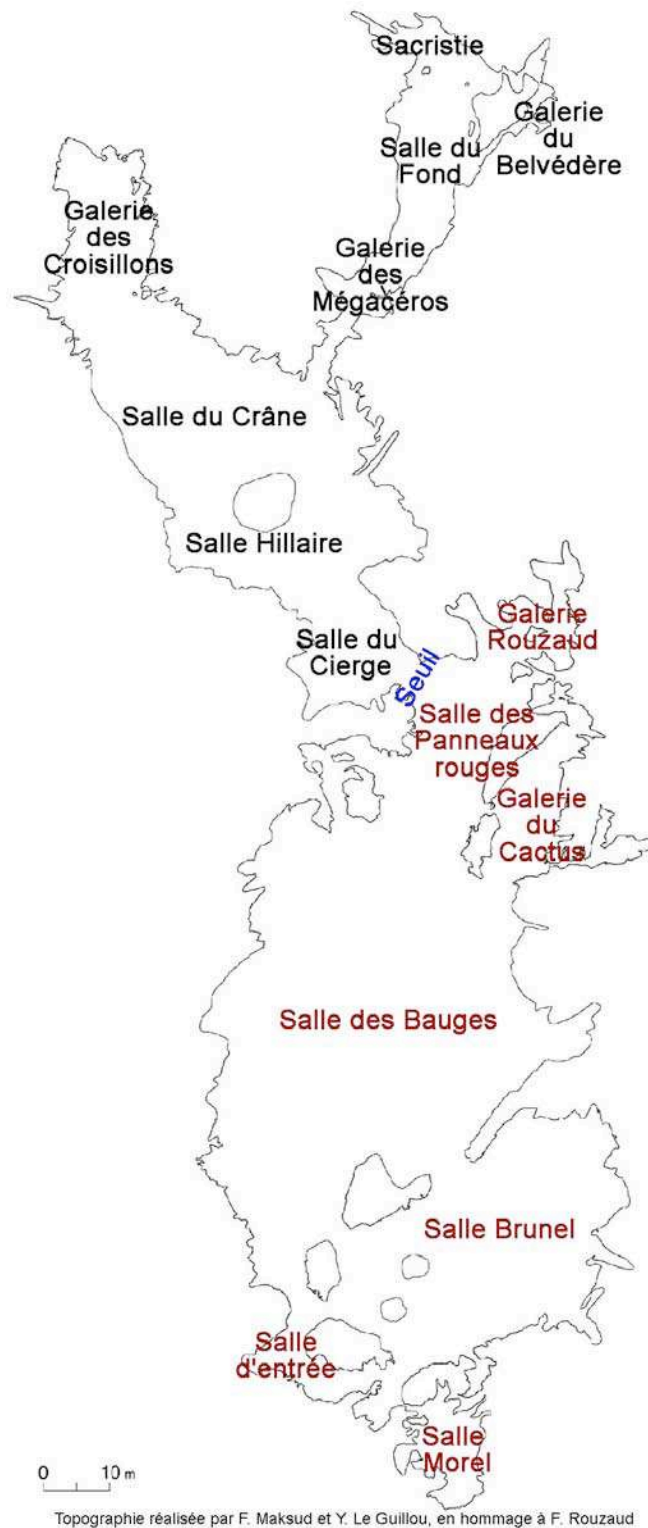 Sacristie
Galerie
du
Belvédère
Salle du
Fond
Galerie
des
Croisillons
Galerie
des
Mégacéros
Salle du Crâne
Salle Hillaire
Galerie
Rouzaud
Salle du
Cierge
Seuil
Salle des
Panneaux
rouges
Galerie
du
Cactus
Salle des Bauges
Salle Brunel
Salle
d'entrée
Salle
Morel
0 10 m
Topographie réalisée par F. Maksud et Y. Le Guillou, en hommage à F. Rouzaud